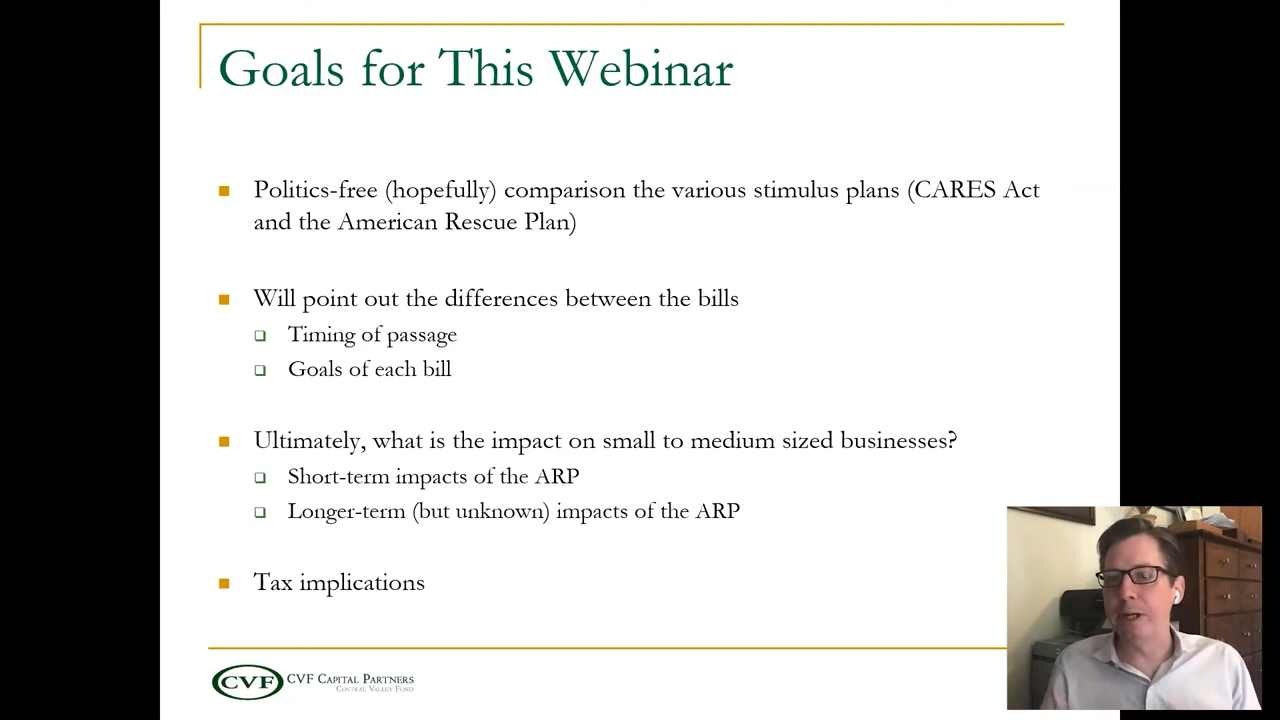 Goals for This Webinar
Politics-free (hopefully) comparison the various stimulus plans (CARES Act
and the American Rescue Plan)
Will point out the differences between the bills
Timing of passage
Goals of each bill
Ultimately, what is the impact on small to medium sized businesses?
Short-term impacts of the ARP
Longer-term (but unknown) impacts of the ARP
Tax implications
CVF CVF CAPITAL PARTNERS
CENTRAL VALLEY FUND